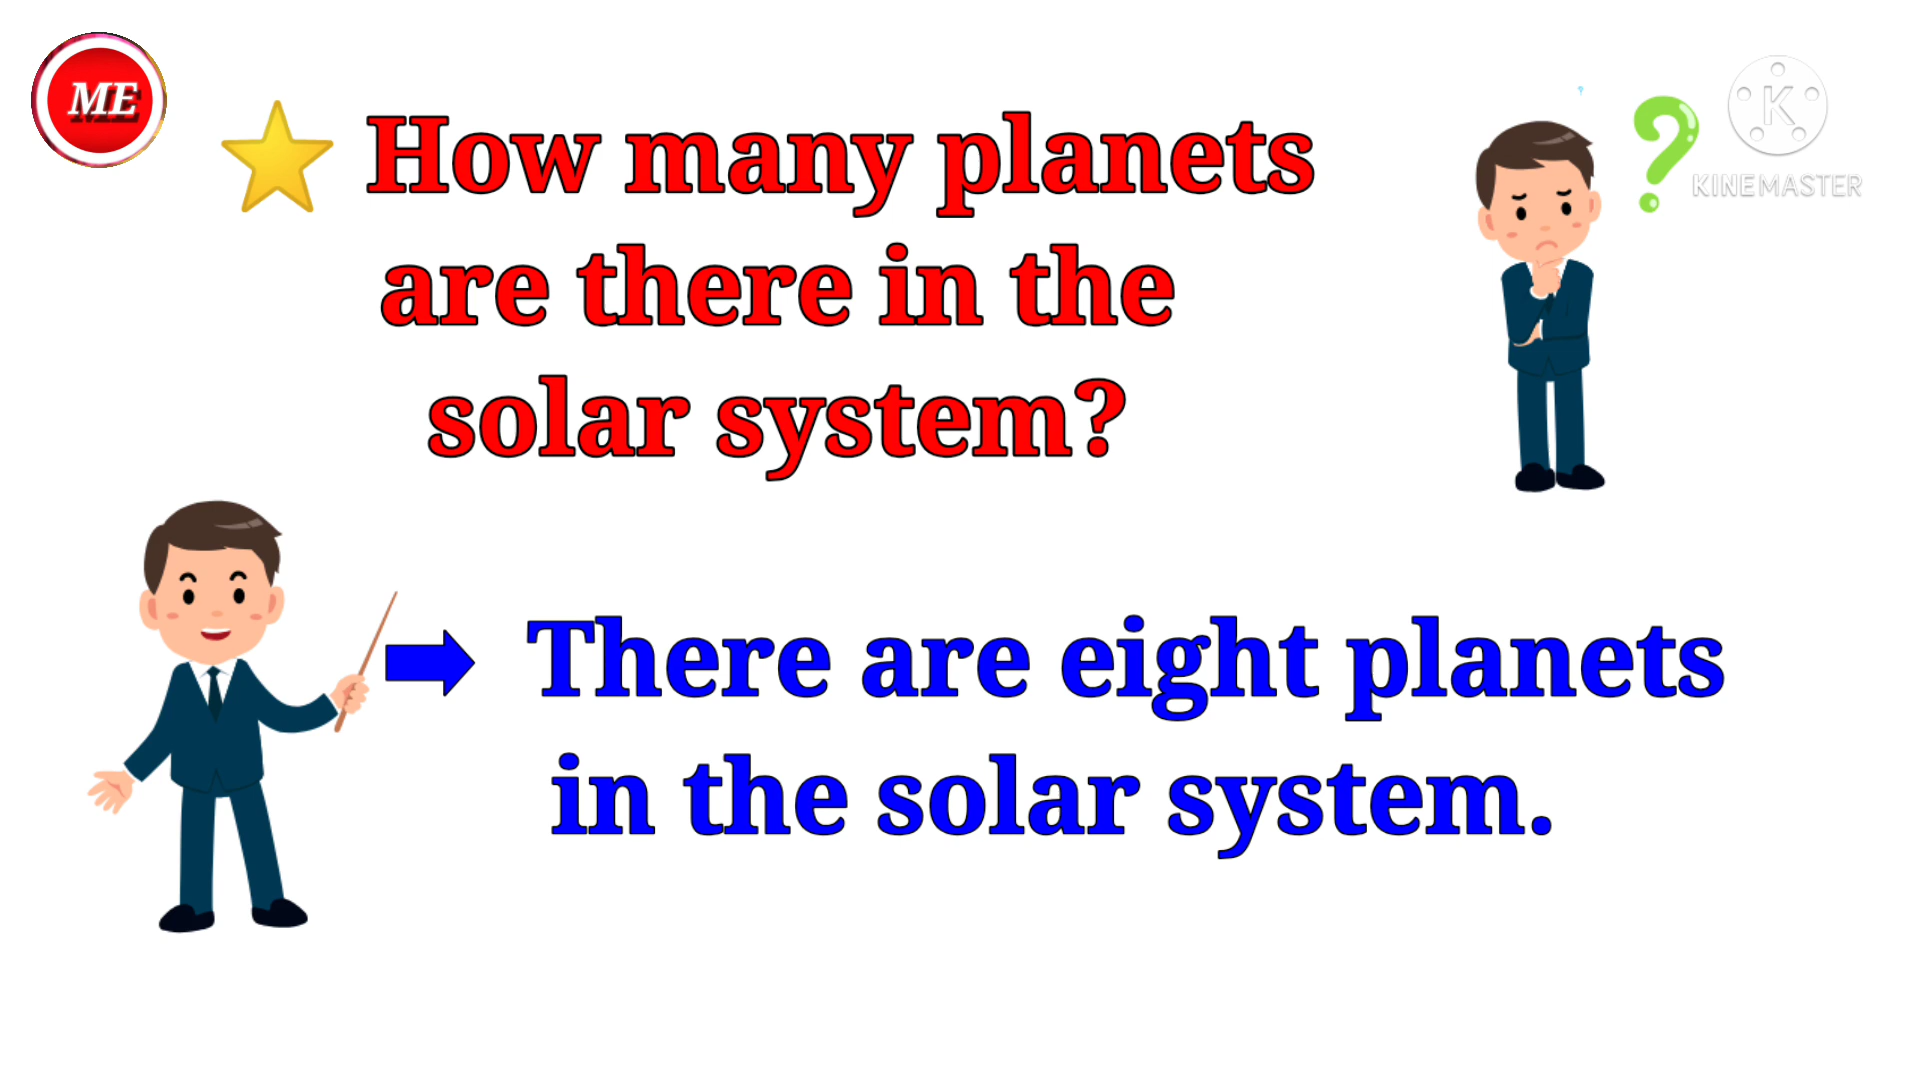 ME
How many planets
are there in the
solar system?
?
K
KINEMASTER
There are eight planets
in the solar system.